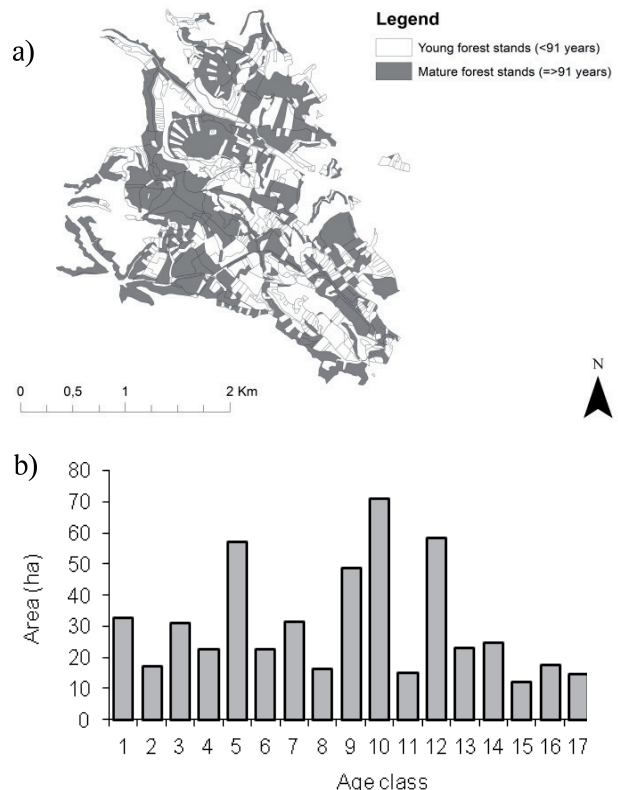 a)
Legend
Young forest stands (<91 years)
Mature forest stands (=>91 years)
0 0,5 1 2 Km
N
b)
80
70
60
50
40
30
20
10
0
Area (ha)
1 2 3 4 5 6 7 8 9 10 11 12 13 14 15 16 17
Age class